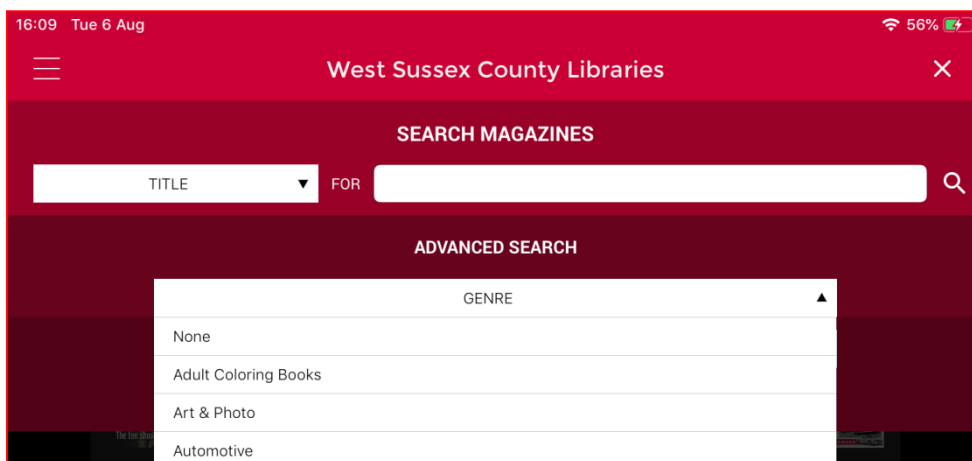 16:09 Tue 6 Aug 56%
West Sussex County Libraries
SEARCH MAGAZINES
TITLE FOR
ADVANCED SEARCH
GENRE
None
Adult Coloring Books
Art & Photo
Automotive